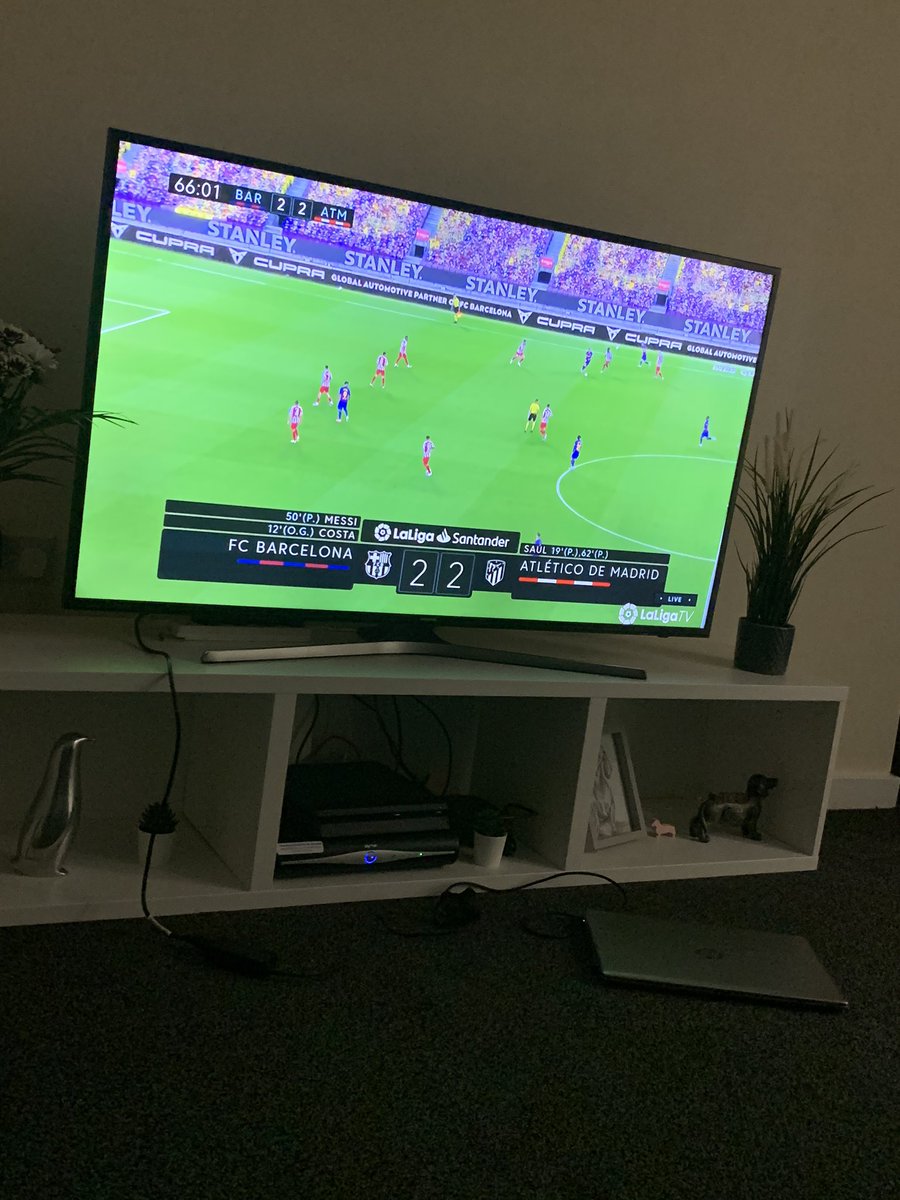 66:01 BAR 2 2 ATM
LEY. STANLEY. STANLEY. STANLEY. STANLEY. STANLEY.
CUPRA CUPRA GLOBAL AUTOMOTIVE PARTNER OF FC BARCELONA CUPRA CUPRA GLOBAL AUTOMOTIVE
50'(P.) MESSI
12'(O.G.) COSTA
LaLiga Santander
SAÚL 19'(P.),62'(P.)
FC BARCELONA 2 2 ATLÉTICO DE MADRID
LIVE
LaLigaTV